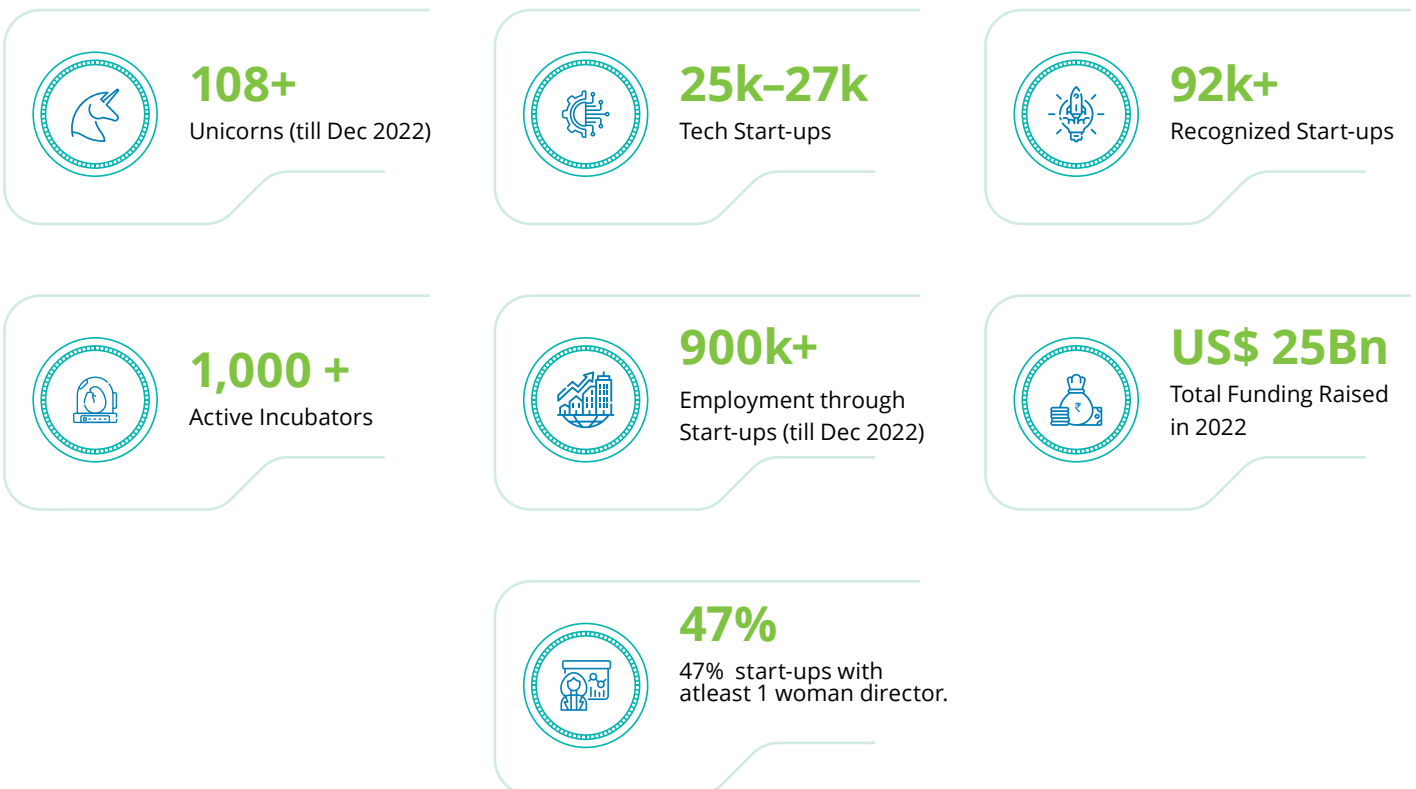 108+
Unicorns (till Dec 2022)
25k–27k
Tech Start-ups
92k+
Recognized Start-ups
1,000 +
Active Incubators
900k+
Employment through
Start-ups (till Dec 2022)
US$ 25Bn
₹
Total Funding Raised
in 2022
47%
47%  start-ups with
atleast 1 woman director.